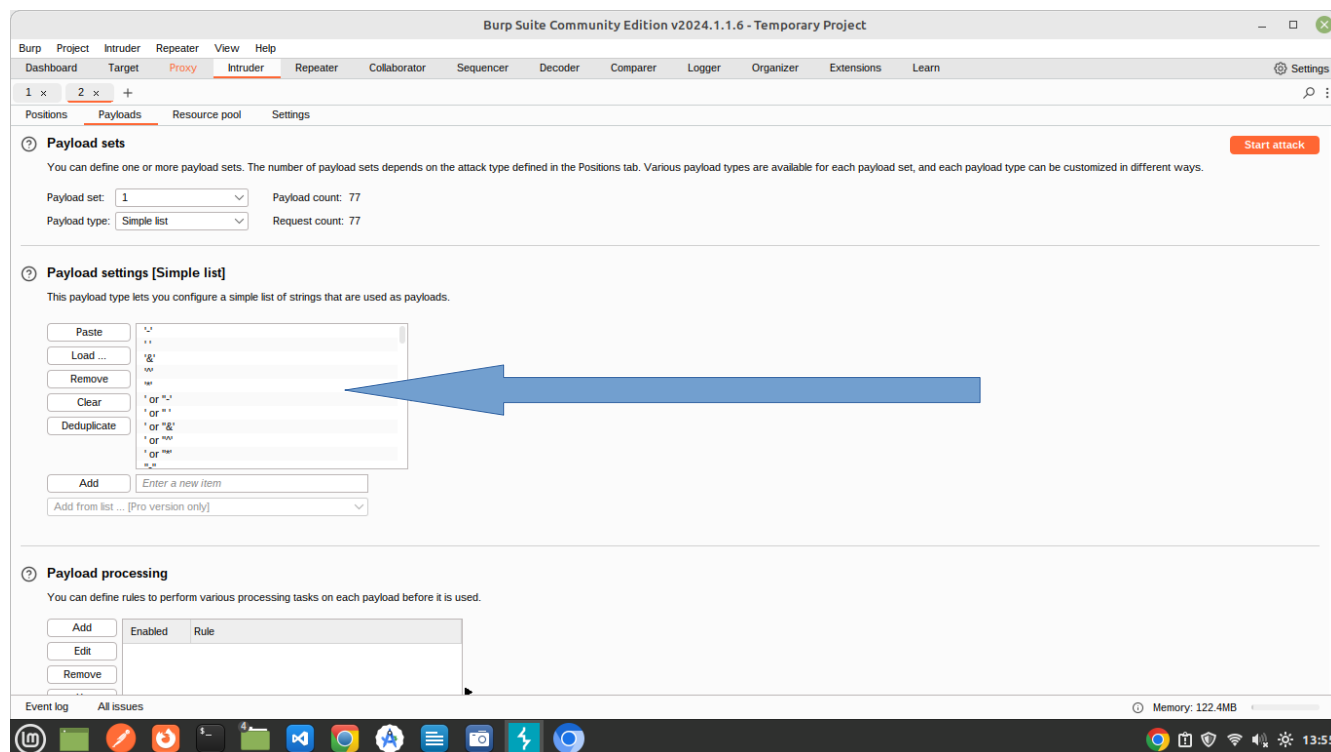 Burp Suite Community Edition v2024.1.1.6 - Temporary Project
Burp Project Intruder Repeater View Help
Dashboard Target Proxy Intruder Repeater Collaborator Sequencer Decoder Comparer Logger Organizer Extensions Learn Settings
1 × 2 × +
Positions Payloads Resource pool Settings
Payload sets
Start attack
You can define one or more payload sets. The number of payload sets depends on the attack type defined in the Positions tab. Various payload types are available for each payload set, and each payload type can be customized in different ways.
Payload set: 1 Payload count: 77
Payload type: Simple list Request count: 77
Payload settings [Simple list]
This payload type lets you configure a simple list of strings that are used as payloads.
Paste
Load ...
Remove
Clear
Deduplicate
'-'
' '
'&'
'^'
'*'
' or ''-'
' or '' '
' or ''&'
' or ''^'
' or ''*'
"-"
Add Enter a new item
Add from list ... [Pro version only]
Payload processing
You can define rules to perform various processing tasks on each payload before it is used.
Add
Edit
Remove
Enabled Rule
Event log All issues
Memory: 122.4MB
4
13:5